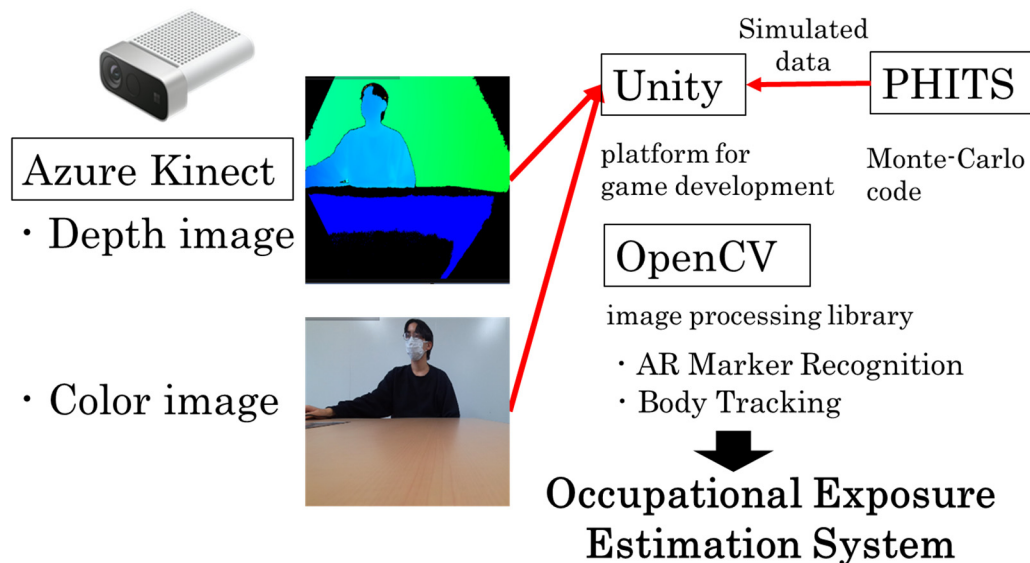 Azure Kinect
・Depth image
・Color image
Simulated
data
Unity
PHITS
platform for
game development
Monte-Carlo
code
OpenCV
image processing library
・AR Marker Recognition
・Body Tracking
Occupational Exposure
Estimation System